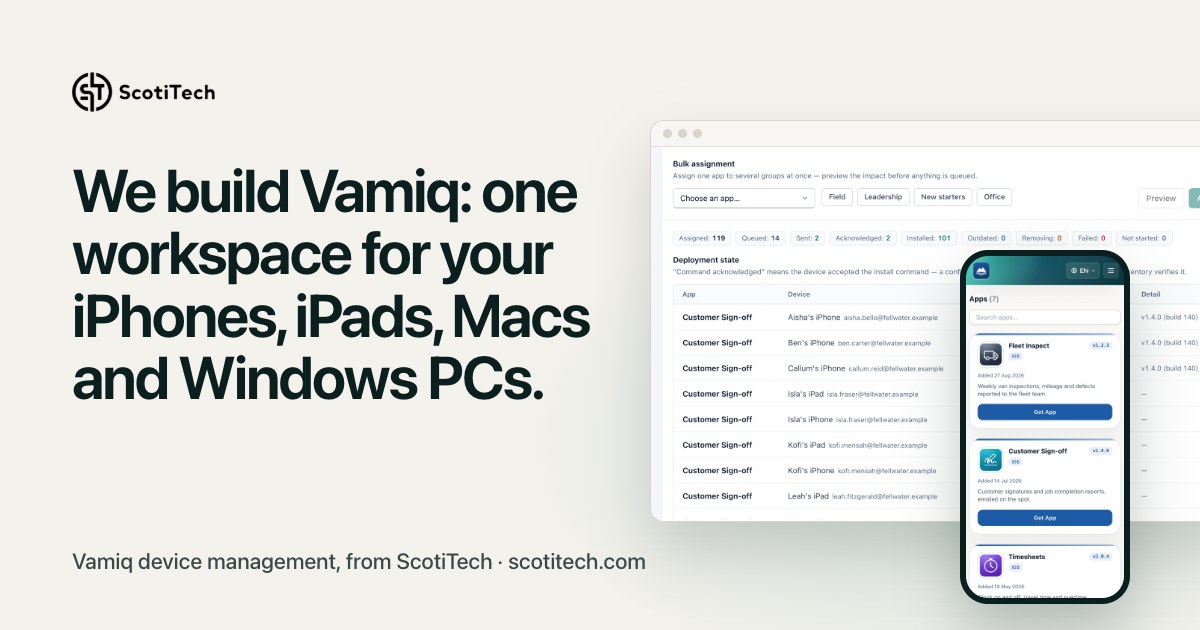 ScotiTech
We build Vamiq: one
workspace for your
iPhones, iPads, Macs
and Windows PCs.
Vamiq device management, from ScotiTech · scotitech.com
Bulk assignment
Assign one app to several groups at once — preview the impact before anything is queued.
Choose an app... Field Leadership New starters Office Preview
Assigned: 119 Queued: 14 Sent: 2 Acknowledged: 2 Installed: 101 Outdated: 0 Removing: 0 Failed: 0 Not started: 0
Deployment state
"Command acknowledged" means the device accepted the install command — a
App Device Detail
Customer Sign-off Aisha's iPhone aisha.bello@fellwater.example v1.4.0 (build 140)
Customer Sign-off Ben's iPhone ben.carter@fellwater.example v1.4.0 (build 140)
Customer Sign-off Callum's iPhone callum.reid@fellwater.example v1.4.0 (build 140)
Customer Sign-off Isla's iPad isla.fraser@fellwater.example —
Customer Sign-off Isla's iPhone isla.fraser@fellwater.example —
Customer Sign-off Kofi's iPad kofi.mensah@fellwater.example —
Customer Sign-off Kofi's iPhone kofi.mensah@fellwater.example —
Customer Sign-off Leah's iPad leah.fitzgerald@fellwater.example —
verifies it.
EN
Apps (7)
Search apps...
Fleet Inspect v1.2.3
iOS
Added 27 Aug 2026
Weekly van inspections, mileage and defects
reported to the fleet team.
Get App
Customer Sign-off v1.4.0
iOS
Added 14 Jul 2026
Customer signatures and job completion reports,
emailed on the spot.
Get App
Timesheets v2.0.4
iOS
Added 19 May 2026